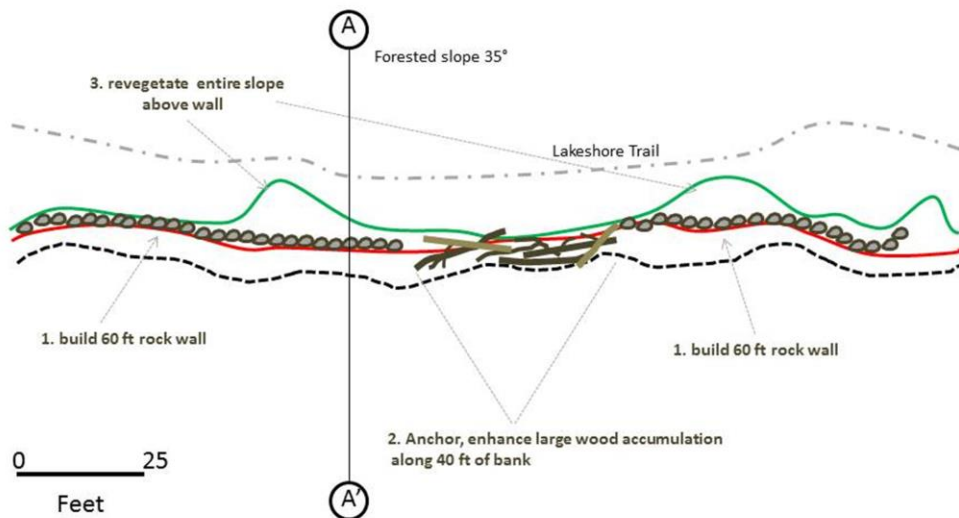 A
Forested slope 35°
3. revegetate entire slope
above wall
Lakeshore Trail
1. build 60 ft rock wall
1. build 60 ft rock wall
2. Anchor, enhance large wood accumulation
along 40 ft of bank
0 25
Feet
A'